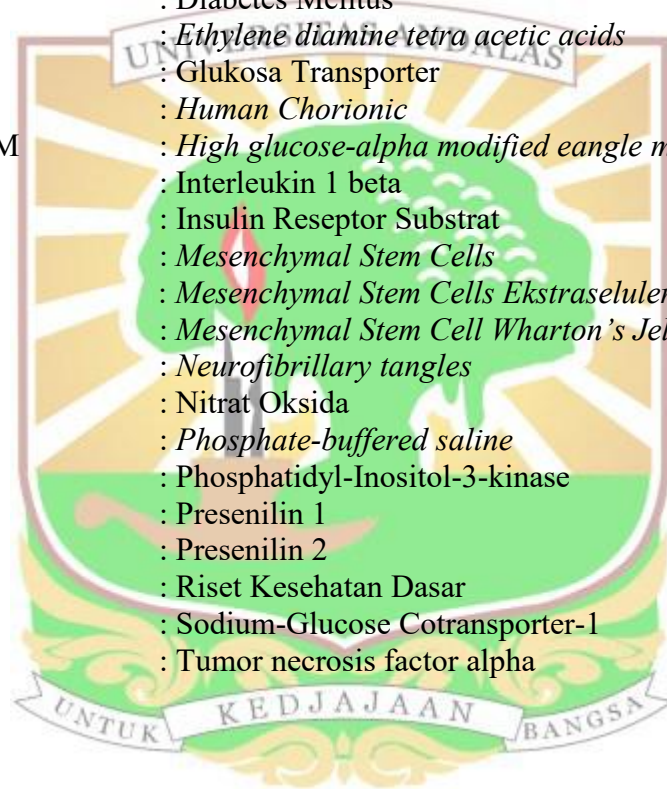 : Diabetes Melitus
: Ethylene diamine tetra acetic acids
: Glukosa Transporter
: Human Chorionic
M : High glucose-alpha modified eangle m
: Interleukin 1 beta
: Insulin Reseptor Substrat
: Mesenchymal Stem Cells
: Mesenchymal Stem Cells Ekstraseluler
: Mesenchymal Stem Cell Wharton’s Jel
: Neurofibrillary tangles
: Nitrat Oksida
: Phosphate-buffered saline
: Phosphatidyl-Inositol-3-kinase
: Presenilin 1
: Presenilin 2
: Riset Kesehatan Dasar
: Sodium-Glucose Cotransporter-1
: Tumor necrosis factor alpha
UNIVERSITAS ANDALAS
UNTUK KEDJAJAAN BANGSA